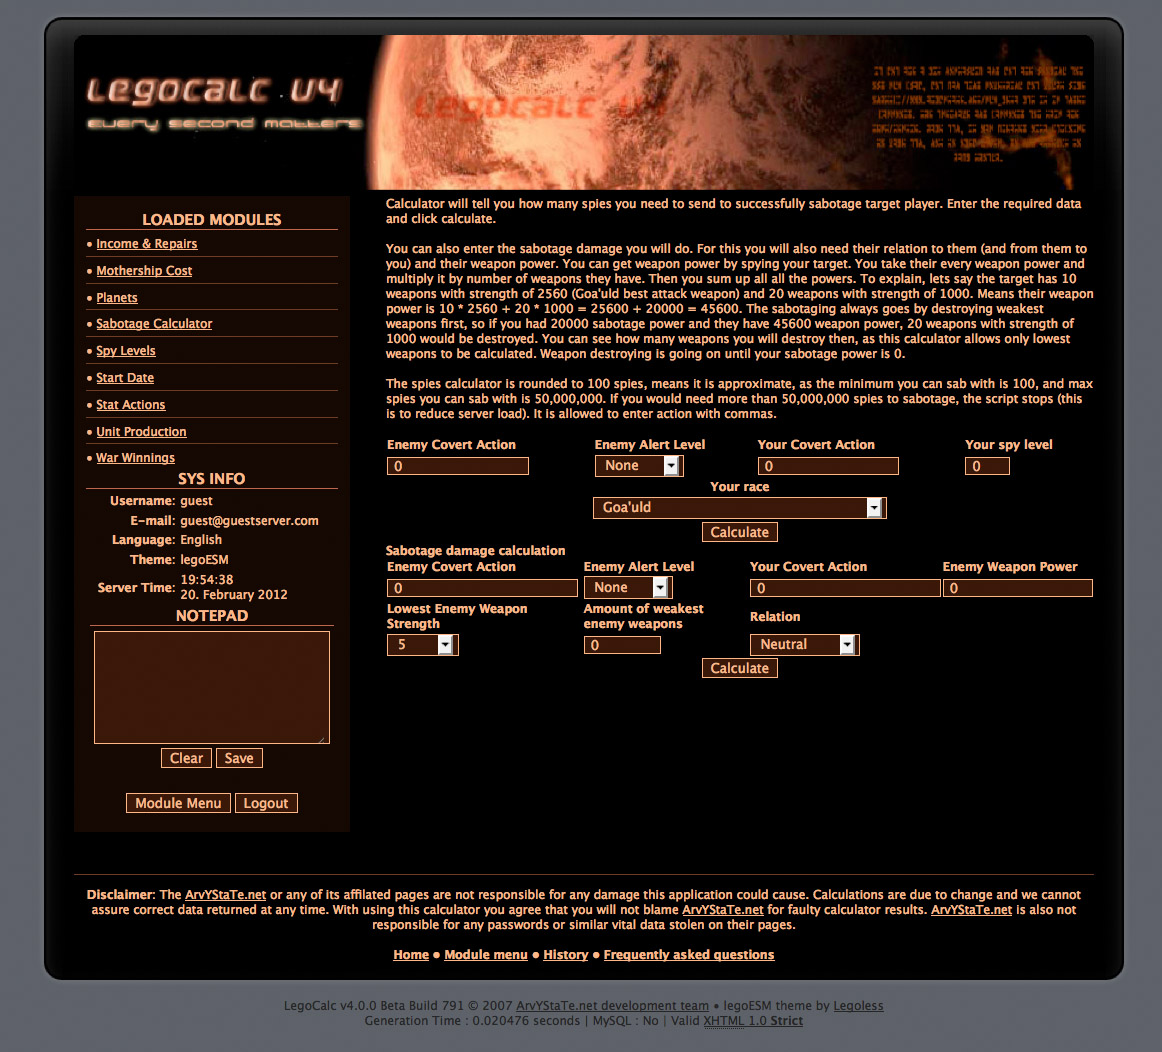 LEGOCALC .V4
EVERY SECOND MATTERS
LEGOCALC V4
LOADED MODULES
• Income & Repairs
• Mothership Cost
• Planets
• Sabotage Calculator
• Spy Levels
• Start Date
• Stat Actions
• Unit Production
• War Winnings
SYS INFO
Username: guest
E-mail: guest@guestserver.com
Language: English
Theme: legoESM
Server Time: 19:54:38
20. February 2012
NOTEPAD
Clear Save
Module Menu Logout
Calculator will tell you how many spies you need to send to successfully sabotage target player. Enter the required data
and click calculate.
You can also enter the sabotage damage you will do. For this you will also need their relation to them (and from them to
you) and their weapon power. You can get weapon power by spying your target. You take their every weapon power and
multiply it by number of weapons they have. Then you sum up all all the powers. To explain, lets say the target has 10
weapons with strength of 2560 (Goa'uld best attack weapon) and 20 weapons with strength of 1000. Means their weapon
power is 10 * 2560 + 20 * 1000 = 25600 + 20000 = 45600. The sabotaging always goes by destroying weakest
weapons first, so if you had 20000 sabotage power and they have 45600 weapon power, 20 weapons with strength of
1000 would be destroyed. You can see how many weapons you will destroy then, as this calculator allows only lowest
weapons to be calculated. Weapon destroying is going on until your sabotage power is 0.
The spies calculator is rounded to 100 spies, means it is approximate, as the minimum you can sab with is 100, and max
spies you can sab with is 50,000,000. If you would need more than 50,000,000 spies to sabotage, the script stops (this
is to reduce server load). It is allowed to enter action with commas.
Enemy Covert Action Enemy Alert Level Your Covert Action Your spy level
0 None 0 0
Your race
Goa'uld
Calculate
Sabotage damage calculation
Enemy Covert Action Enemy Alert Level Your Covert Action Enemy Weapon Power
0 None 0 0
Lowest Enemy Weapon Strength Amount of weakest enemy weapons Relation
5 0 Neutral
Calculate
Disclaimer: The ArvYStaTe.net or any of its affilated pages are not responsible for any damage this application could cause. Calculations are due to change and we cannot
assure correct data returned at any time. With using this calculator you agree that you will not blame ArvYStaTe.net for faulty calculator results. ArvYStaTe.net is also not
responsible for any passwords or similar vital data stolen on their pages.
Home • Module menu • History • Frequently asked questions
LegoCalc v4.0.0 Beta Build 791 © 2007 ArvYStaTe.net development team • legoESM theme by Legoless
Generation Time : 0.020476 seconds | MySQL : No | Valid XHTML 1.0 Strict